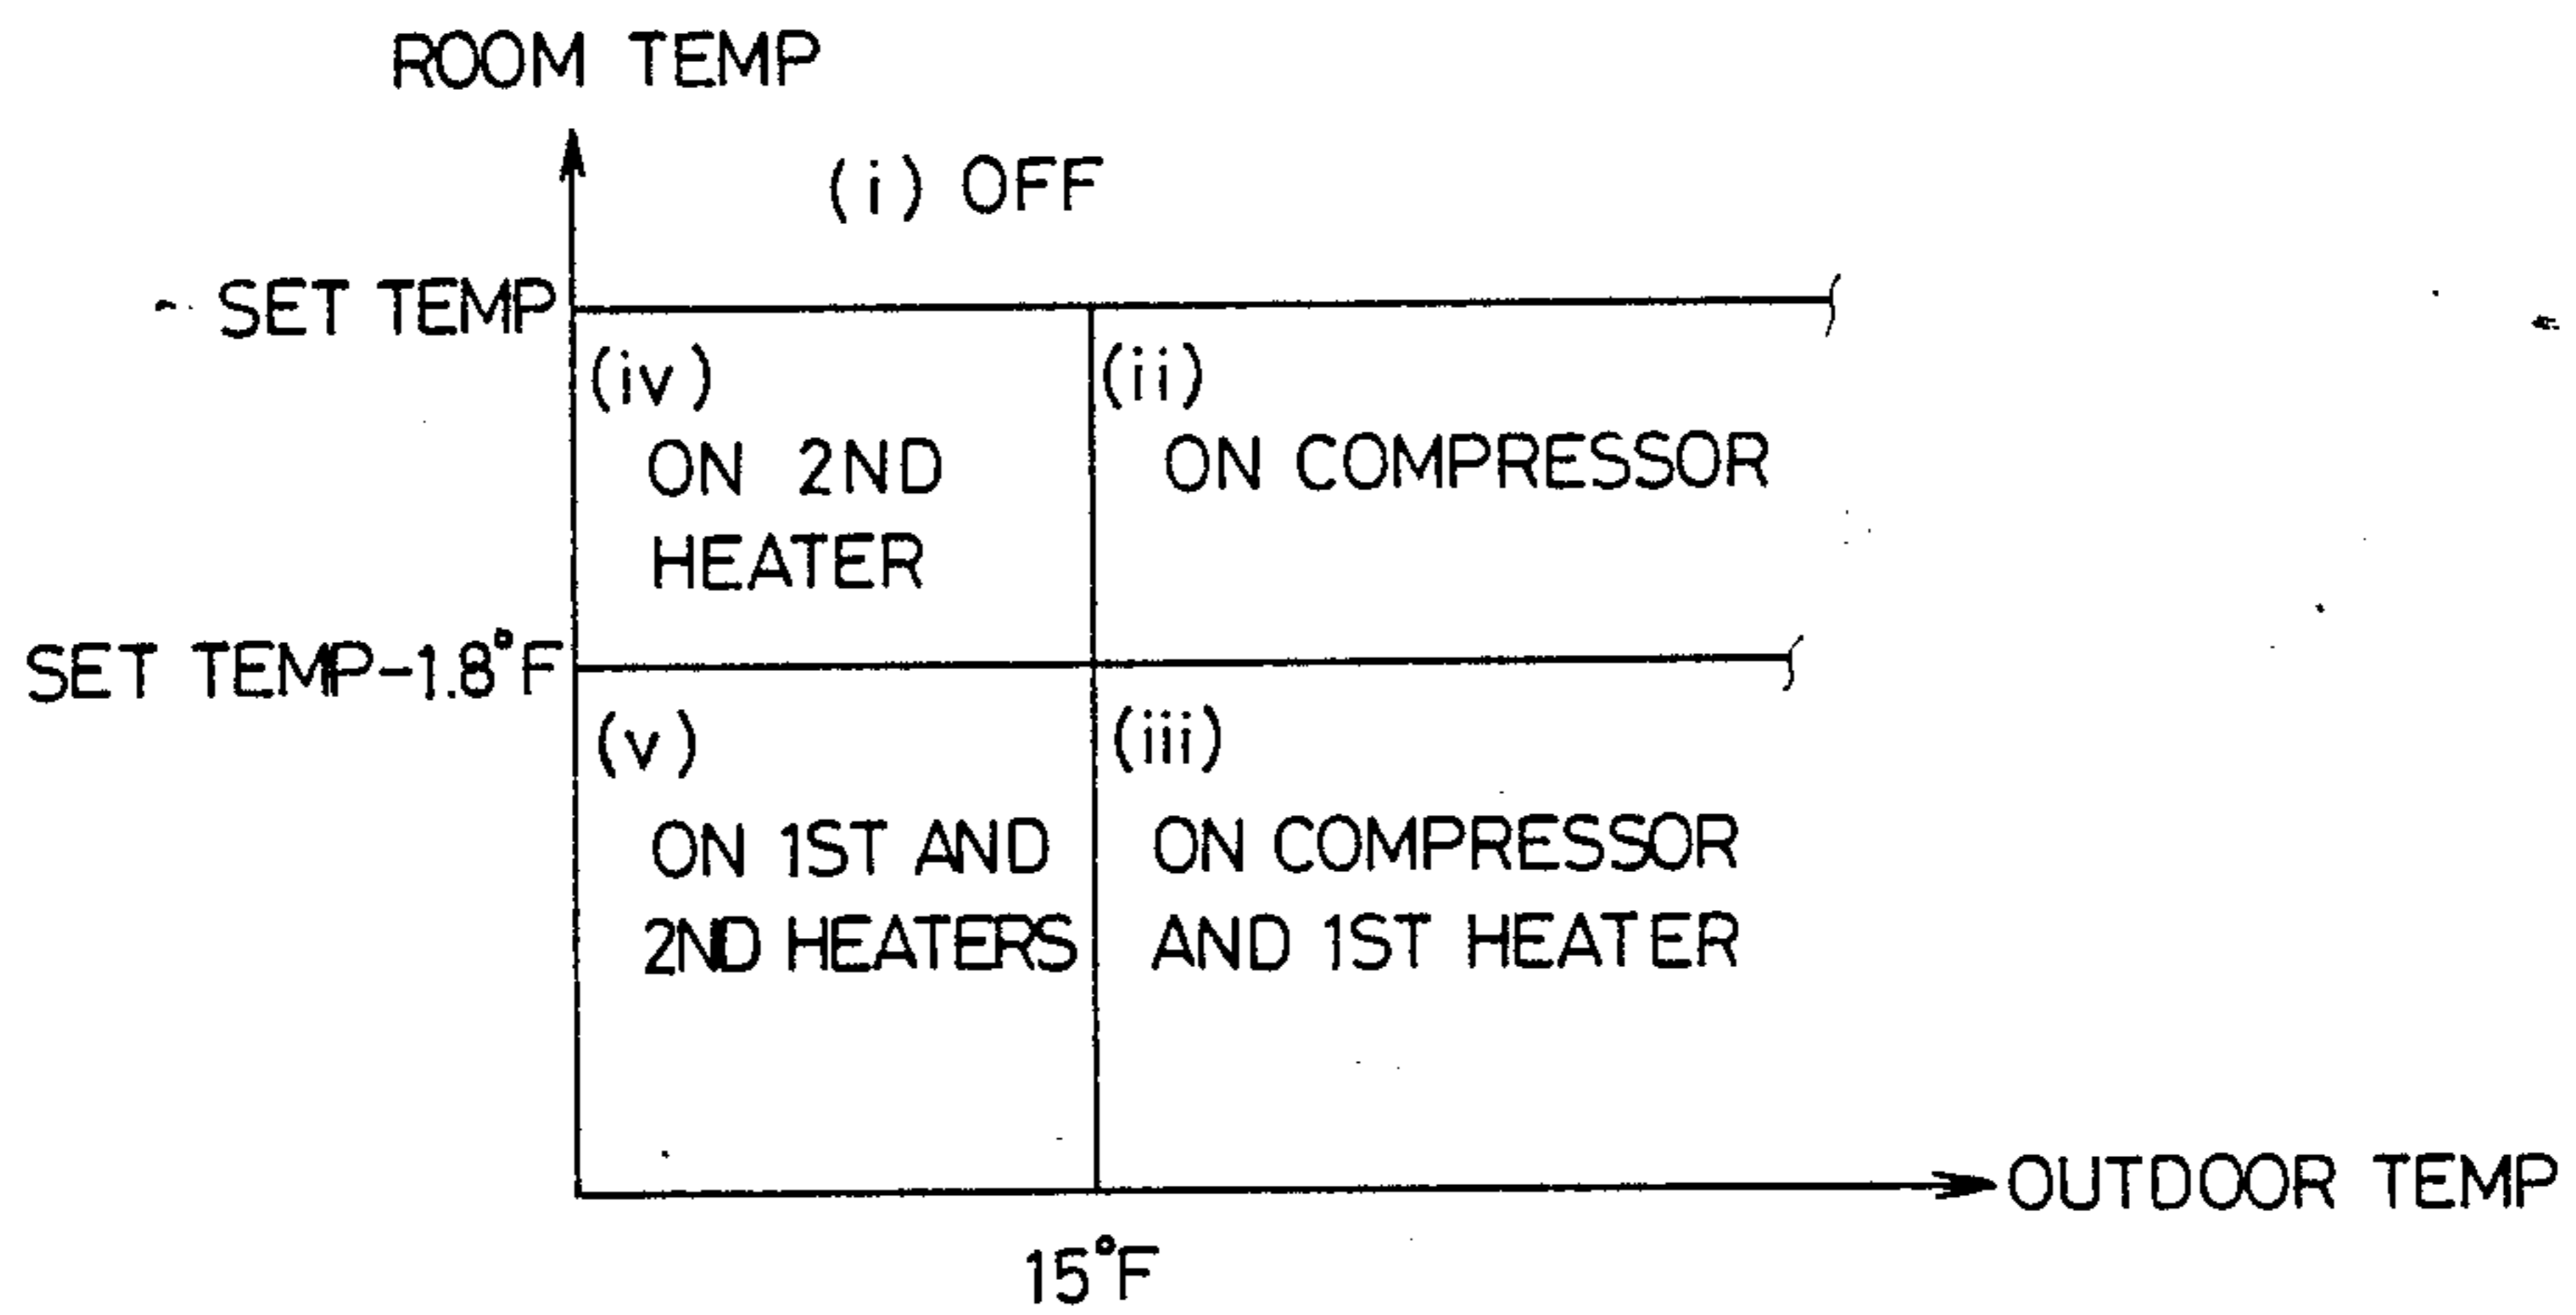 ROOM TEMP
(i) OFF
SET TEMP
(iv)
(ii)
ON 2ND
HEATER
ON COMPRESSOR
SET TEMP-1.8°F
(v)
(iii)
ON 1ST AND
2ND HEATERS
ON COMPRESSOR
AND 1ST HEATER
OUTDOOR TEMP
15°F